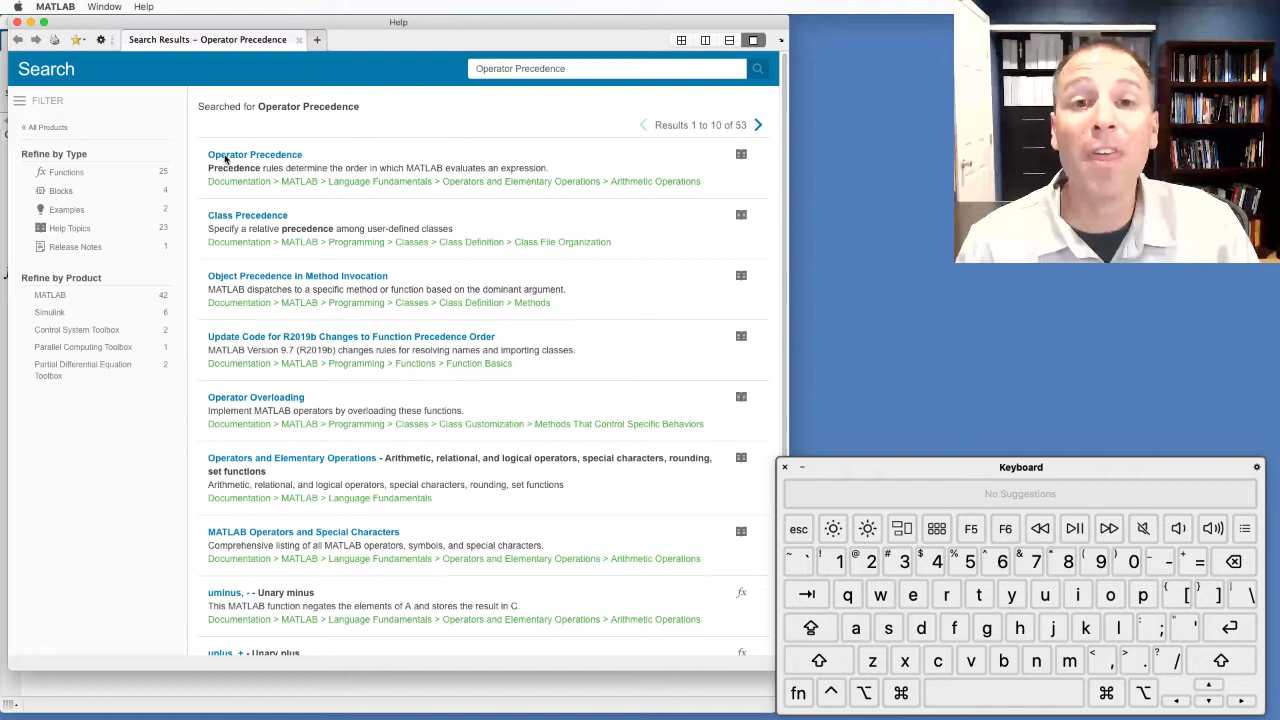 MATLAB Window Help
Help
Search Results – Operator Precedence × +
Search
Operator Precedence
FILTER
« All Products
Refine by Type
fx Functions 25
Blocks 4
Examples 2
Help Topics 23
Release Notes 1
Refine by Product
MATLAB 42
Simulink 6
Control System Toolbox 2
Parallel Computing Toolbox 2
Partial Differential Equation 2
Toolbox
Searched for Operator Precedence
Results 1 to 10 of 53
Operator Precedence
Precedence rules determine the order in which MATLAB evaluates an expression.
Documentation > MATLAB > Language Fundamentals > Operators and Elementary Operations > Arithmetic Operations
Class Precedence
Specify a relative precedence among user-defined classes
Documentation > MATLAB > Programming > Classes > Class Definition > Class File Organization
Object Precedence in Method Invocation
MATLAB dispatches to a specific method or function based on the dominant argument.
Documentation > MATLAB > Programming > Classes > Class Definition > Methods
Update Code for R2019b Changes to Function Precedence Order
MATLAB Version 9.7 (R2019b) changes rules for resolving names and importing classes.
Documentation > MATLAB > Programming > Functions > Function Basics
Operator Overloading
Implement MATLAB operators by overloading these functions.
Documentation > MATLAB > Programming > Classes > Class Customization > Methods That Control Specific Behaviors
Operators and Elementary Operations - Arithmetic, relational, and logical operators, special characters, rounding,
set functions
Arithmetic, relational, and logical operators, special characters, rounding, set functions
Documentation > MATLAB > Language Fundamentals
MATLAB Operators and Special Characters
Comprehensive listing of all MATLAB operators, symbols, and special characters.
Documentation > MATLAB > Language Fundamentals > Operators and Elementary Operations > Arithmetic Operations
uminus, - - Unary minus fx
This MATLAB function negates the elements of A and stores the result in C.
Documentation > MATLAB > Language Fundamentals > Operators and Elementary Operations > Arithmetic Operations
uplus, + - Unary plus fx
× – Keyboard
No Suggestions
esc F5 F6
~ ` ! 1 @ 2 # 3 $ 4 % 5 ^ 6 & 7 * 8 ( 9 ) 0 _ - + =
q w e r t y u i o p { [ } ] | \
a s d f g h j k l : ; " '
z x c v b n m < , > . ? /
fn ^ ⌥ ⌘ ⌘ ⌥